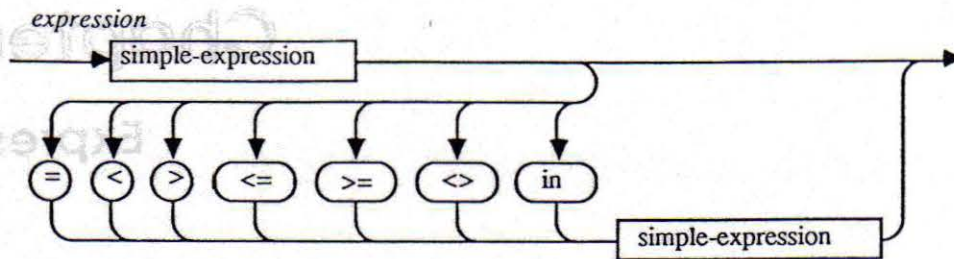 expression
simple-expression
= < > <= >= <> in
simple-expression